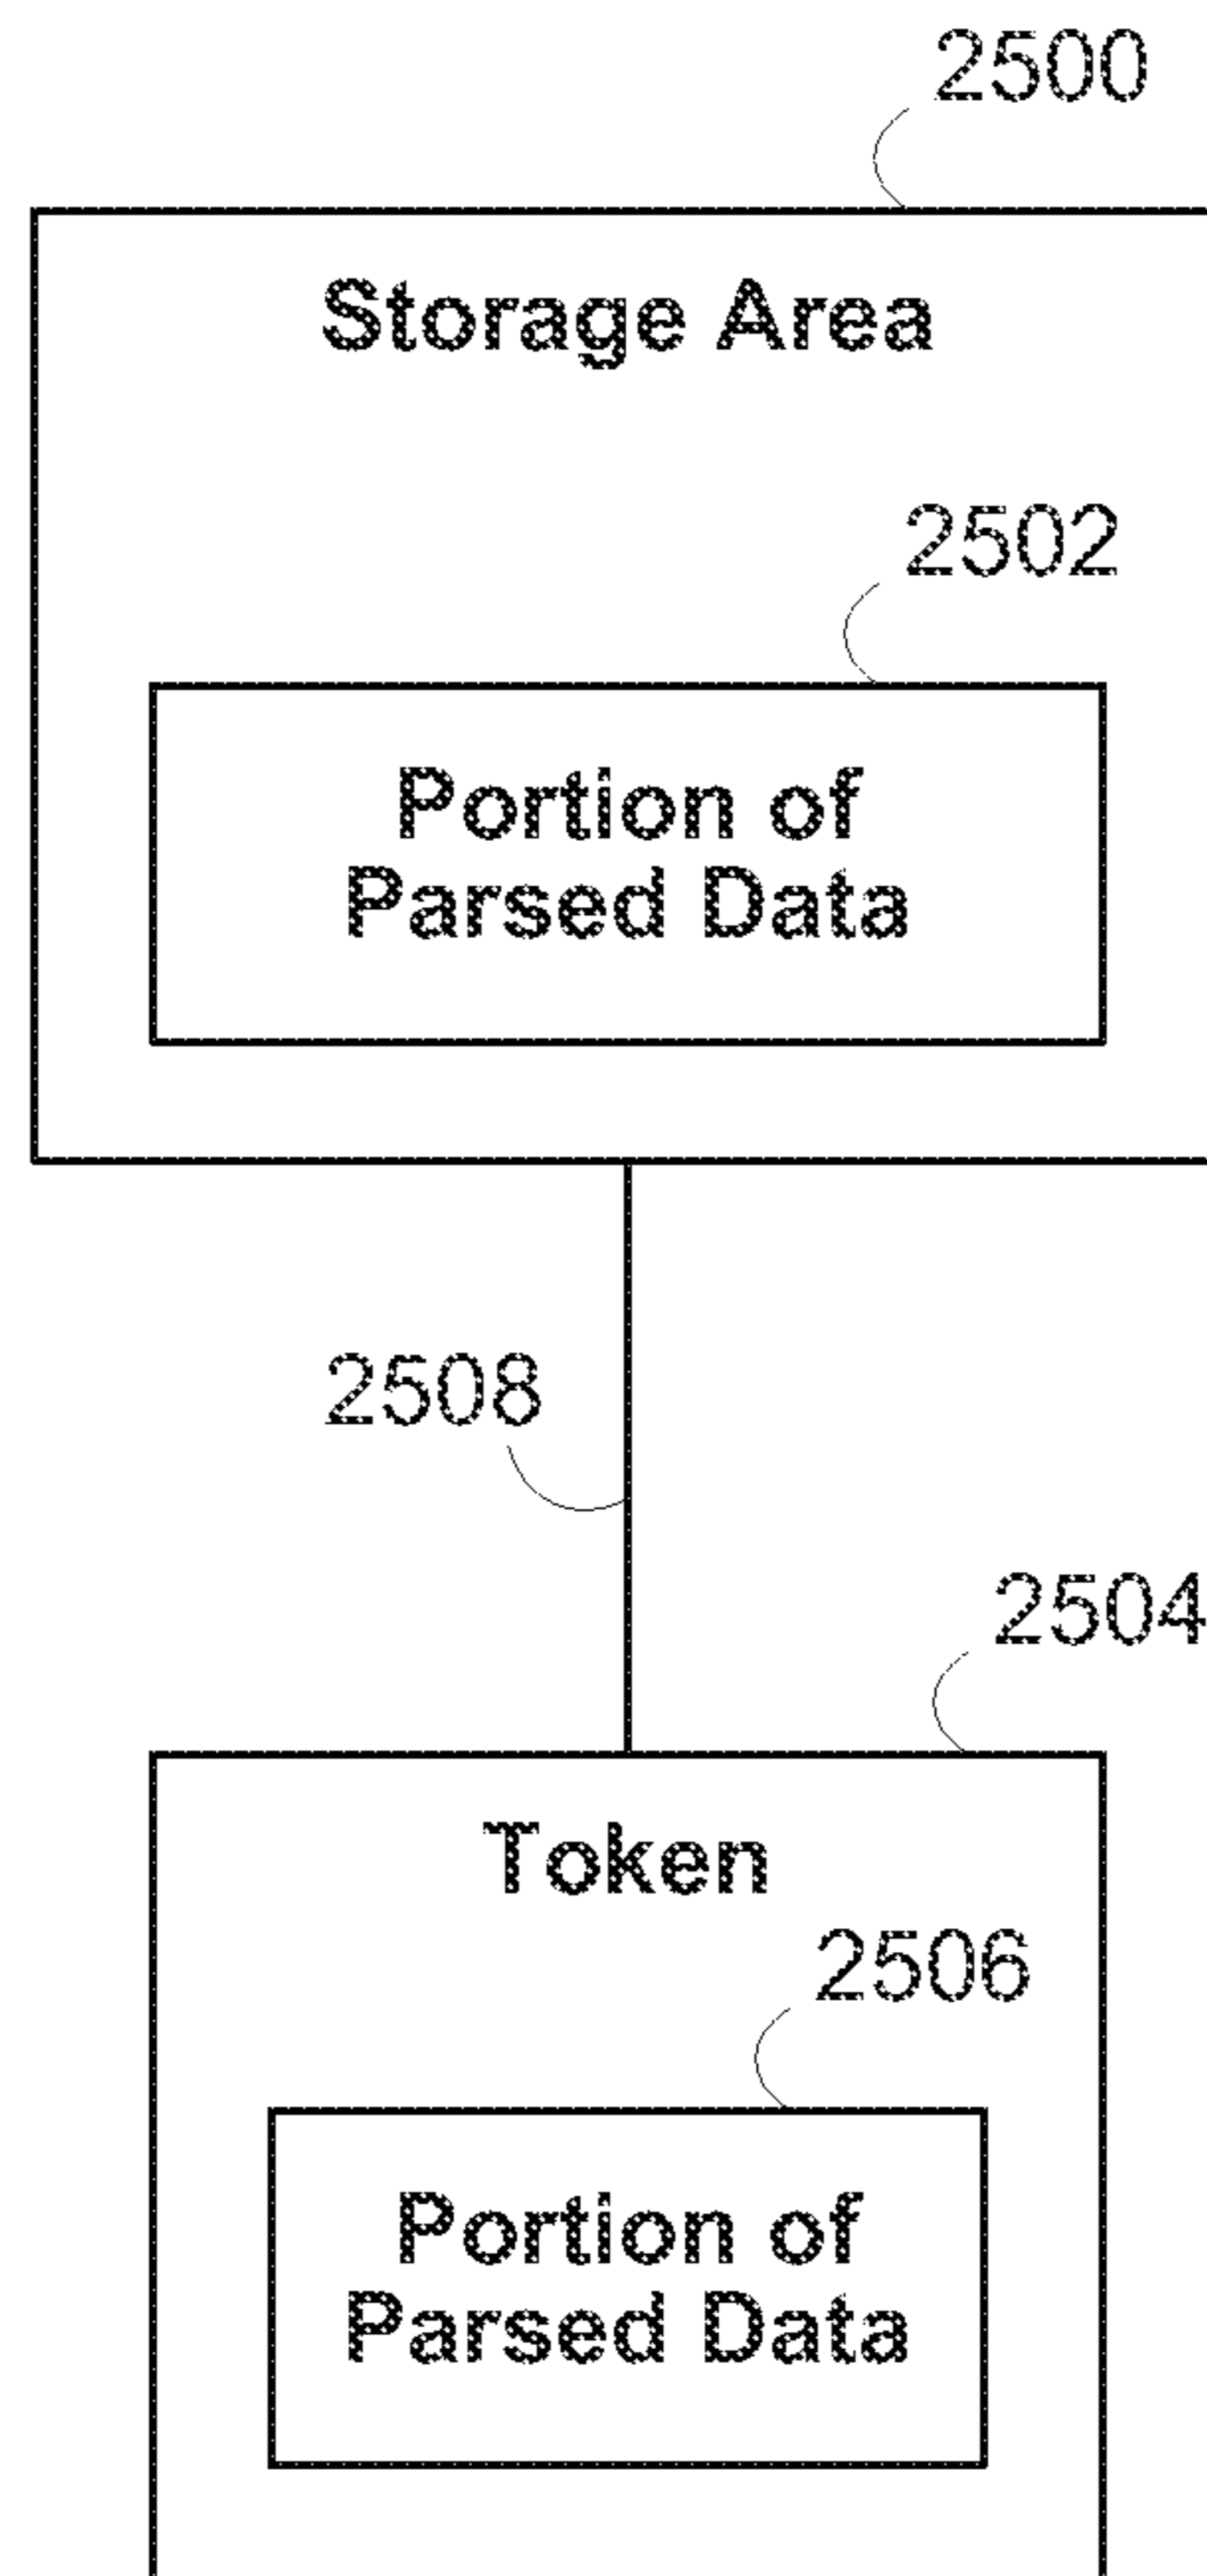 2500
Storage Area
2502
Portion of
Parsed Data
2508
2504
Token
2506
Portion of
Parsed Data